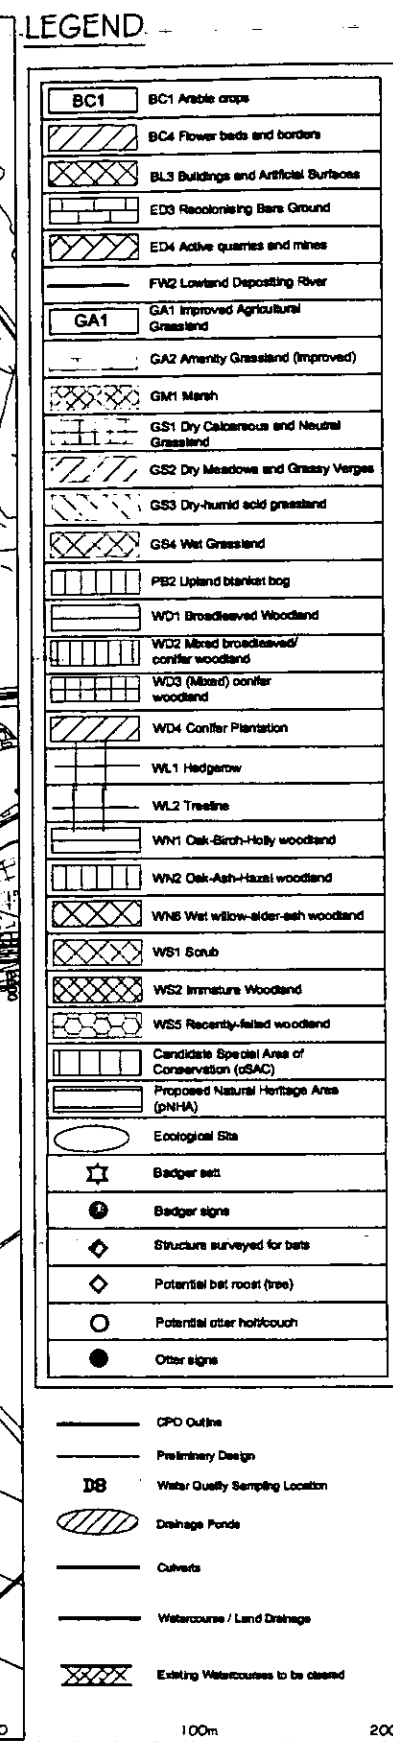 LEGEND
BC1 BC1 Arable crops
BC4 Flower beds and borders
BL3 Buildings and Artificial Surfaces
ED3 Recolonising Bare Ground
ED4 Active quarries and mines
FW2 Lowland Depositing River
GA1 GA1 Improved Agricultural
Grassland
GA2 Amenity Grassland (Improved)
GM1 Marsh
GS1 Dry Calcareous and Neutral
Grassland
GS2 Dry Meadows and Grassy Verges
GS3 Dry-humid acid grassland
GS4 Wet Grassland
PB2 Upland blanket bog
WD1 Broadleaved Woodland
WD2 Mixed broadleaved/
conifer woodland
WD3 (Mixed) conifer
woodland
WD4 Conifer Plantation
WL1 Hedgerow
WL2 Treeline
WN1 Oak-Birch-Holly woodland
WN2 Oak-Ash-Hazel woodland
WN6 Wet willow-alder-ash woodland
WS1 Scrub
WS2 Immature Woodland
WS5 Recently-felled woodland
Candidate Special Area of
Conservation (cSAC)
Proposed Natural Heritage Area
(pNHA)
Ecological Site
Badger sett
Badger signs
Structure surveyed for bats
Potential bat roost (tree)
Potential otter holt/couch
Otter signs
CPO Outline
Preliminary Design
D8 Water Quality Sampling Location
Drainage Ponds
Culverts
Watercourse / Land Drainage
Existing Watercourses to be cleared
0 100m 200